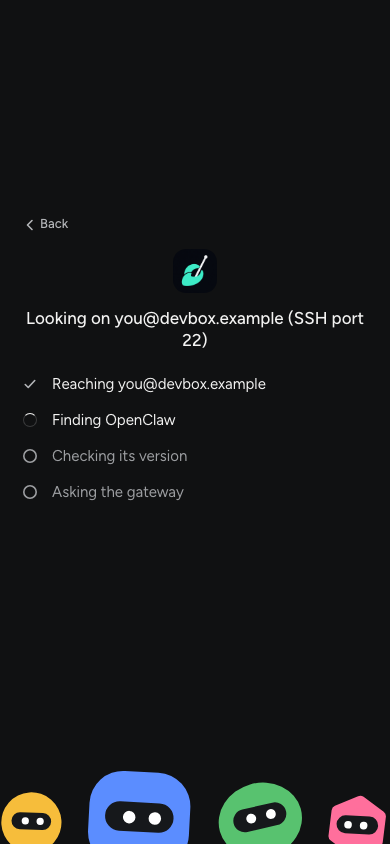 Back
Looking on you@devbox.example (SSH port
22)
Reaching you@devbox.example
Finding OpenClaw
Checking its version
Asking the gateway